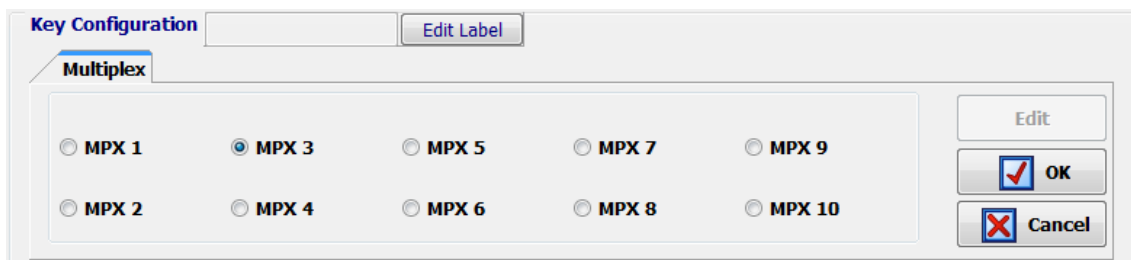 Key Configuration Edit Label
Multiplex
Edit
MPX 1 MPX 3 MPX 5 MPX 7 MPX 9
OK
MPX 2 MPX 4 MPX 6 MPX 8 MPX 10
Cancel